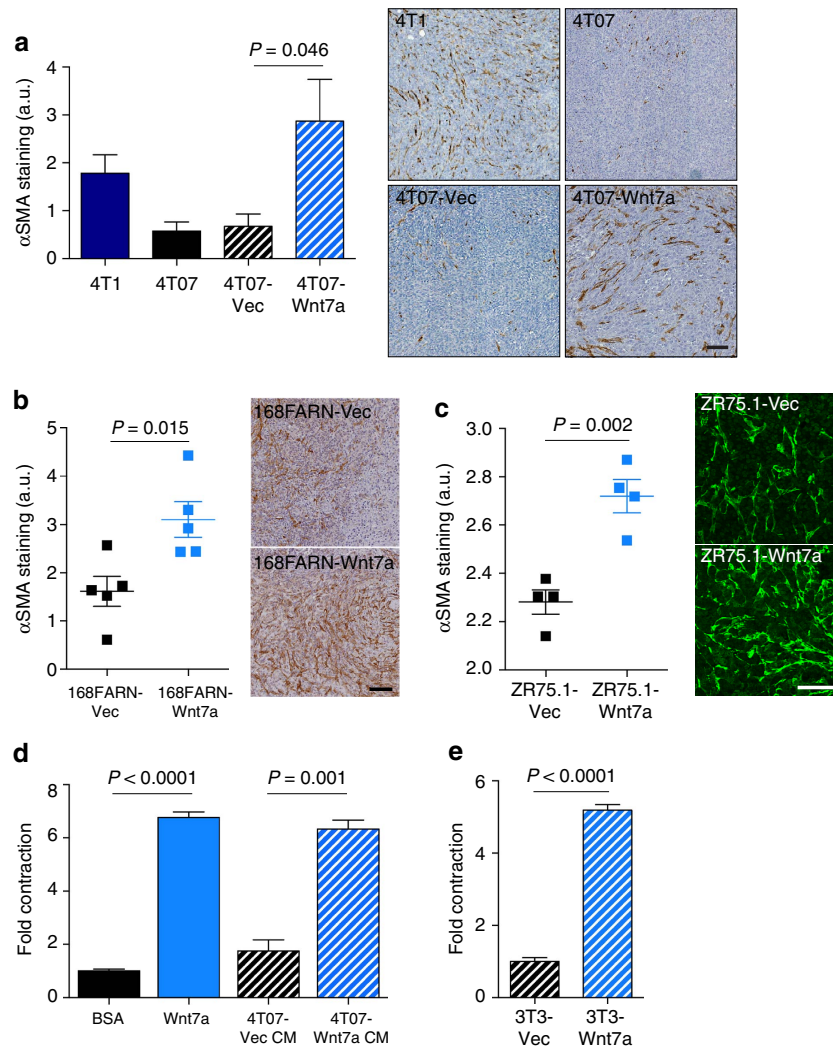 a
P = 0.046
αSMA staining (a.u.)
4
3
2
1
0
4T1
4T07
4T07-
Vec
4T07-
Wnt7a
4T1
4T07
4T07-Vec
4T07-Wnt7a
b
P = 0.015
αSMA staining (a.u.)
5
4
3
2
1
0
168FARN-
Vec
168FARN-
Wnt7a
168FARN-Vec
168FARN-Wnt7a
c
P = 0.002
αSMA staining (a.u.)
3.0
2.8
2.6
2.4
2.2
2.0
ZR75.1-
Vec
ZR75.1-
Wnt7a
ZR75.1-Vec
ZR75.1-Wnt7a
d
P < 0.0001
P = 0.001
Fold contraction
8
6
4
2
0
BSA
Wnt7a
4T07-
Vec CM
4T07-
Wnt7a CM
e
P < 0.0001
Fold contraction
6
4
2
0
3T3-
Vec
3T3-
Wnt7a